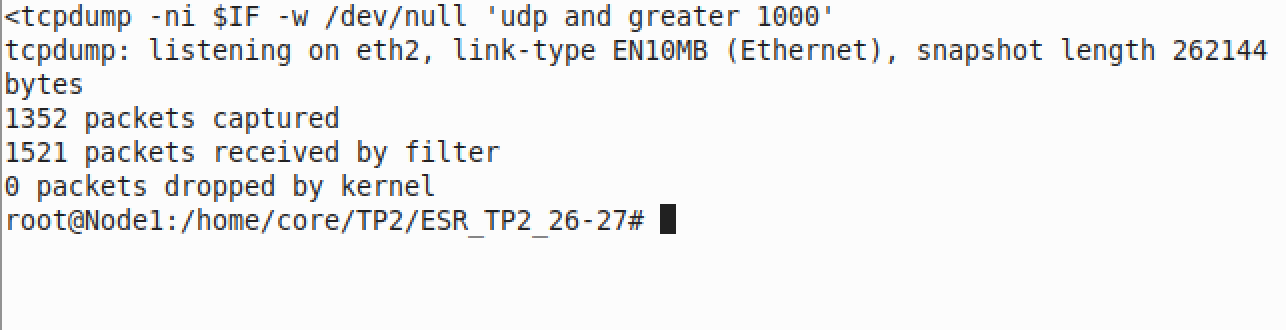 <tcpdump -ni $IF -w /dev/null 'udp and greater 1000'
tcpdump: listening on eth2, link-type EN10MB (Ethernet), snapshot length 262144
bytes
1352 packets captured
1521 packets received by filter
0 packets dropped by kernel
root@Node1:/home/core/TP2/ESR_TP2_26-27#